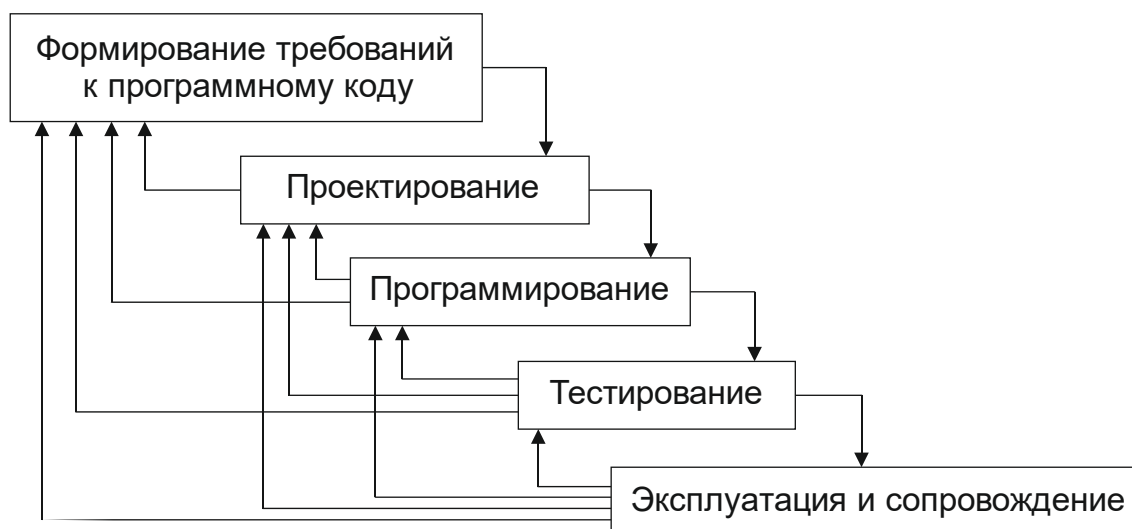 Формирование требований
к программному коду
Проектирование
Программирование
Тестирование
Эксплуатация и сопровождение